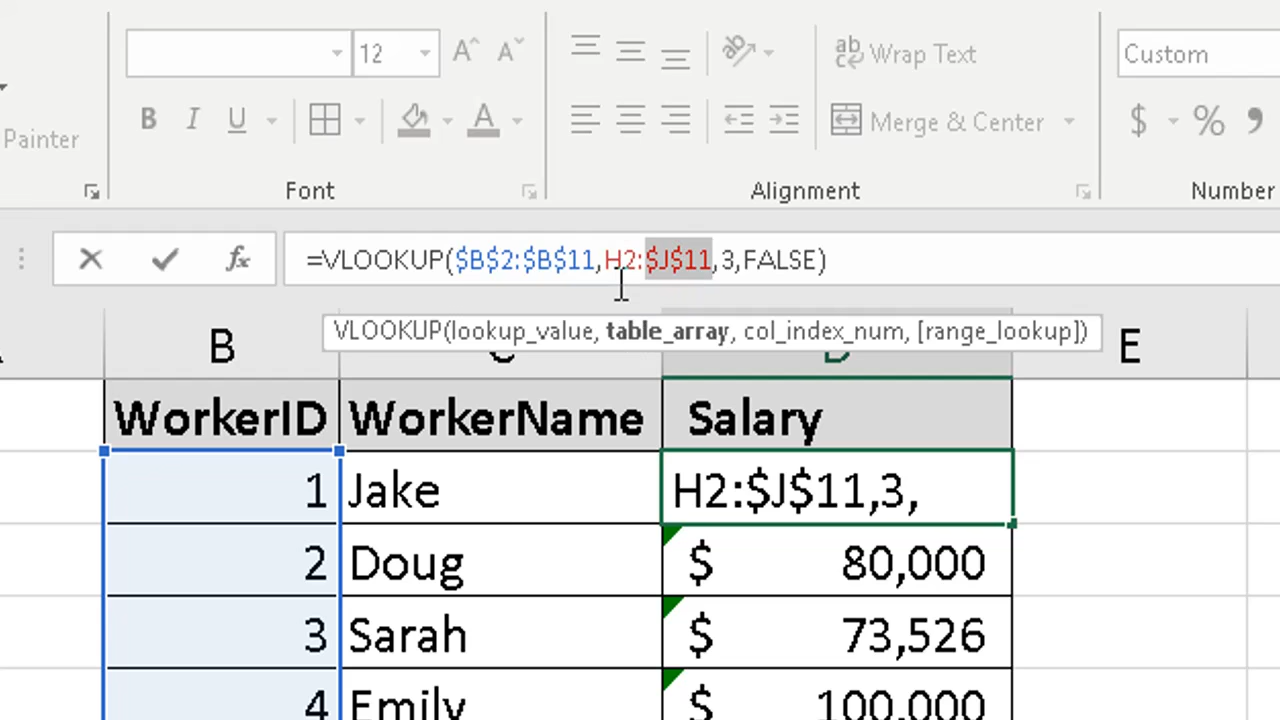 12 A A ab Wrap Text Custom
Painter B I U A Merge & Center $ % ,
Font Alignment Number
fx =VLOOKUP($B$2:$B$11,H2:$J$11,3,FALSE)
VLOOKUP(lookup_value, table_array, col_index_num, [range_lookup])
B C D E
WorkerID WorkerName Salary
1 Jake H2:$J$11,3,
2 Doug $ 80,000
3 Sarah $ 73,526
4 Emily $ 100,000